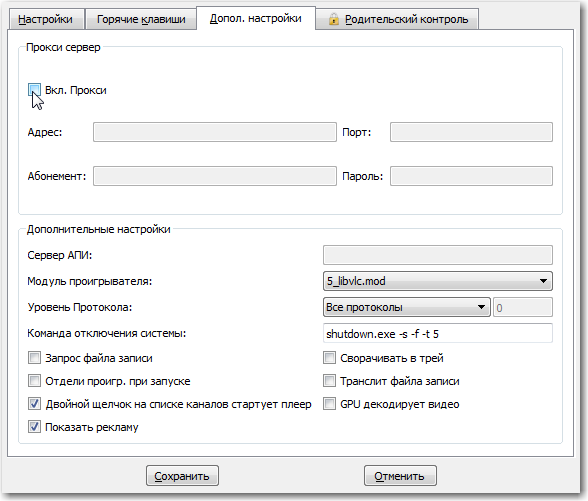 Настройки Горячие клавиши Допол. настройки Родительский контроль
Прокси сервер
Вкл. Прокси
Адрес: Порт:
Абонемент: Пароль:
Дополнительные настройки
Сервер АПИ:
Модуль проигрывателя: 5_libvlc.mod
Уровень Протокола: Все протоколы 0
Команда отключения системы: shutdown.exe -s -f -t 5
Запрос файла записи Сворачивать в трей
Отдели проигр. при запуске Транслит файла записи
Двойной щелчок на списке каналов стартует плеер GPU декодирует видео
Показать рекламу
Сохранить Отменить